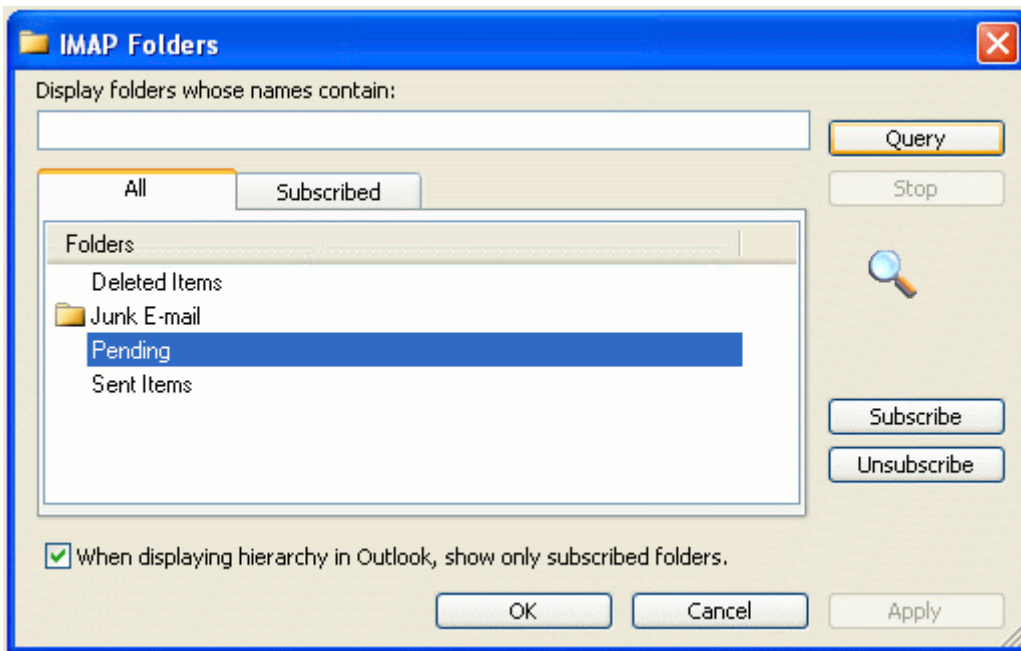 IMAP Folders
Display folders whose names contain:
Query
All
Subscribed
Stop
Folders
Deleted Items
Junk E-mail
Pending
Sent Items
Subscribe
Unsubscribe
When displaying hierarchy in Outlook, show only subscribed folders.
OK
Cancel
Apply